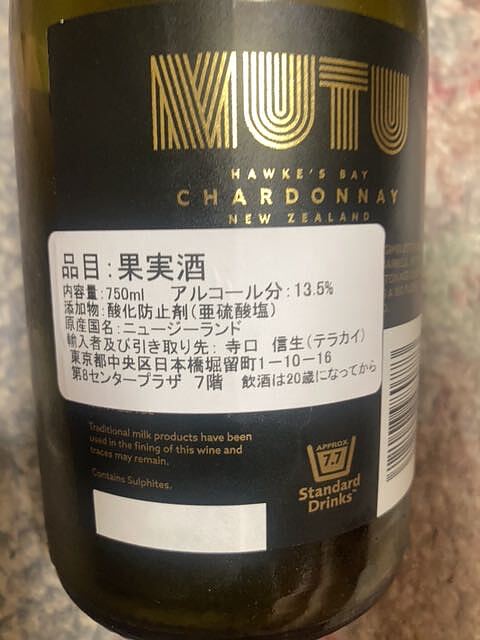 MUTU
HAWKE'S BAY
CHARDONNAY
NEW ZEALAND
品目:果実酒
内容量:750ml アルコール分:13.5%
添加物:酸化防止剤(亜硫酸塩)
原産国名:ニュージーランド
輸入者及び引き取り先: 寺口 信生(テラカイ)
東京都中央区日本橋堀留町1-10-16
第8センタープラザ 7階 飲酒は20歳になってから
Traditional milk products have been
used in the fining of this wine and
traces may remain.
Contains Sulphites.
APPROX.
7.7
Standard
Drinks™